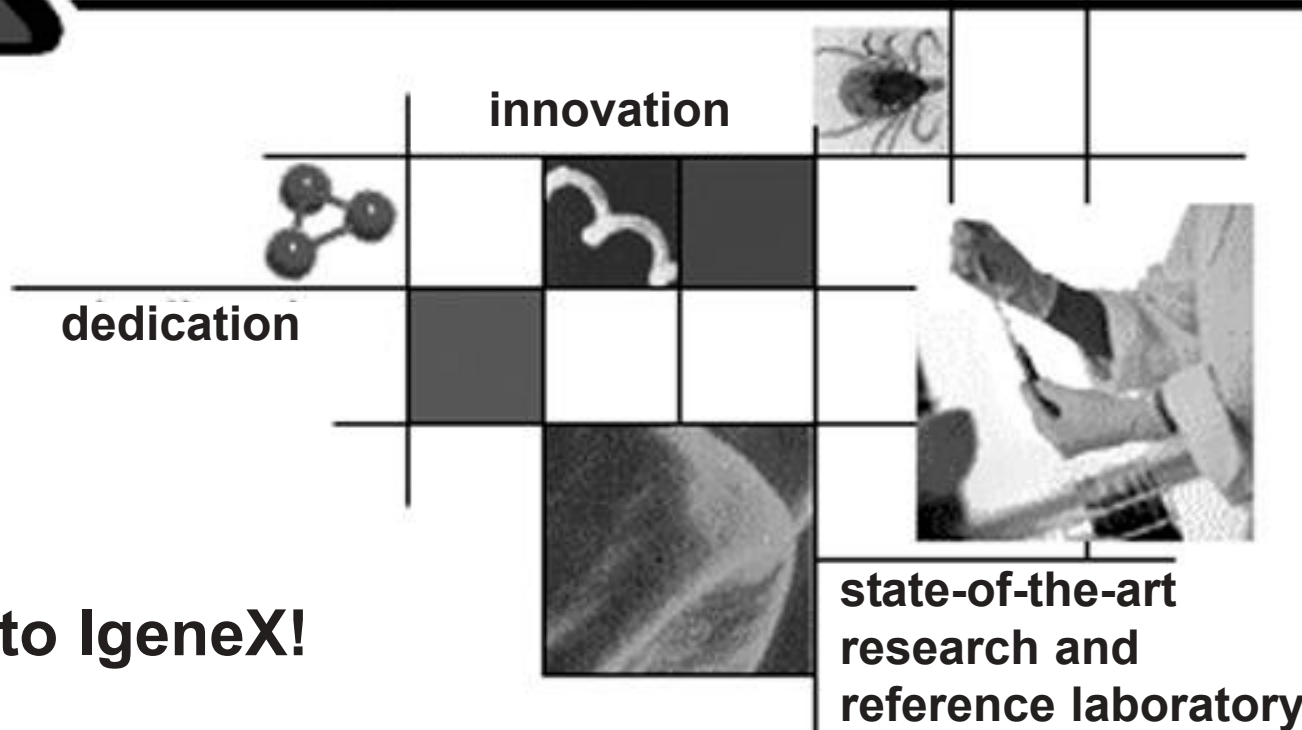 innovation
dedication
to IgeneX!
state-of-the-art
research and
reference laboratory